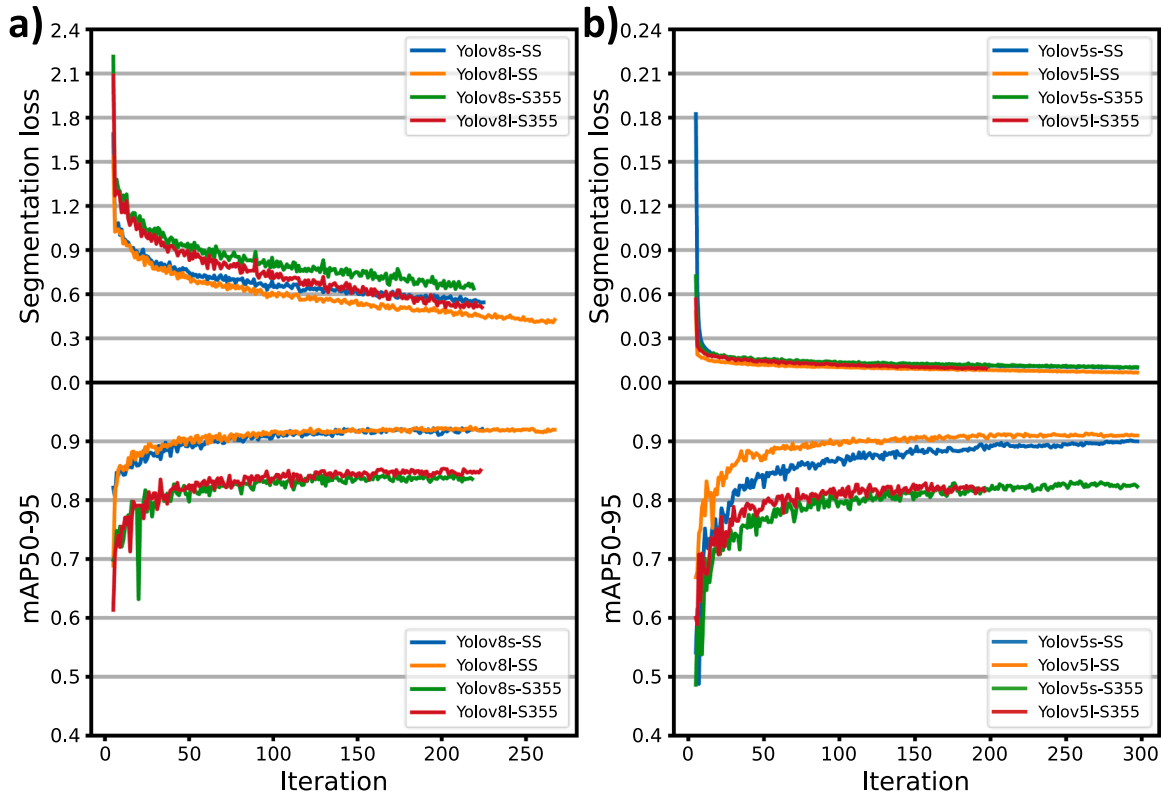 a)
Segmentation loss
2.4
2.1
1.8
1.5
1.2
0.9
0.6
0.3
0.0
Yolov8s-SS
Yolov8l-SS
Yolov8s-S355
Yolov8l-S355
mAP50-95
0.9
0.8
0.7
0.6
0.5
0.4
Yolov8s-SS
Yolov8l-SS
Yolov8s-S355
Yolov8l-S355
0 50 100 150 200 250
Iteration
b)
Segmentation loss
0.24
0.21
0.18
0.15
0.12
0.09
0.06
0.03
0.00
Yolov5s-SS
Yolov5l-SS
Yolov5s-S355
Yolov5l-S355
mAP50-95
0.9
0.8
0.7
0.6
0.5
0.4
Yolov5s-SS
Yolov5l-SS
Yolov5s-S355
Yolov5l-S355
0 50 100 150 200 250 300
Iteration